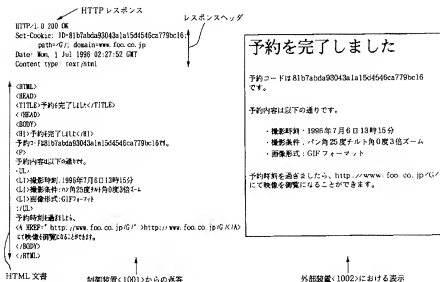 HTTP レスポンス
HTTP/1.0 200 OK
Set-Cookie: ID=81b7abda93043a1a15d4546ca779bc16;
path=/G/; domain=www.foo.co.jp
Date: Mon, 1 Jul 1996 02:27:52 GMT
Content type: text/html
レスポンスヘッダ
<HTML>
<HEAD>
<TITLE>予約を完了しました</TITLE>
</HEAD>
<BODY>
<H1>予約を完了しました</H1>
予約コードは81b7abda93043a1a15d4546ca779bc16です。
<P>
予約内容は以下の通りです。
<UL>
<LI>撮影時刻:1995年7月6日13時15分
<LI>撮影条件:パン角25度チルト角0度3倍ズーム
<LI>画像形式:GIFフォーマット
</UL>
予約時刻を過ぎましたら、
<A HREF="http://www.foo.co.jp/G/">http://www.foo.co.jp/G/</A>
にて映像を御覧になることができます。
</BODY>
</HTML>
HTML 文書
制御装置<1001>からの返答
予約を完了しました
予約コードは81b7abda93043a1a15d4546ca779bc16
です。
予約内容は以下の通りです。
・撮影時刻:1995年7月6日13時15分
・撮影条件:パン角25度チルト角0度3倍ズーム
・画像形式:GIFフォーマット
予約時刻を過ぎましたら、http://www.foo.co.jp/G/
にて映像を御覧になることができます。
外部装置<1002>における表示